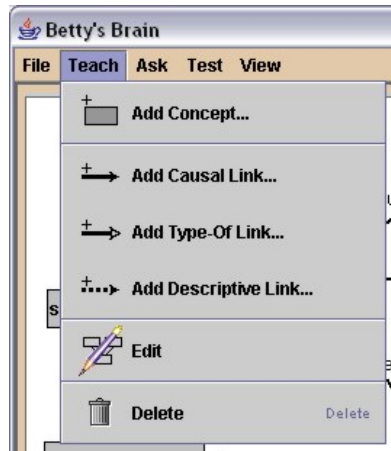 Betty's Brain
File Teach Ask Test View
Add Concept...
Add Causal Link...
Add Type-Of Link...
Add Descriptive Link...
Edit
Delete Delete